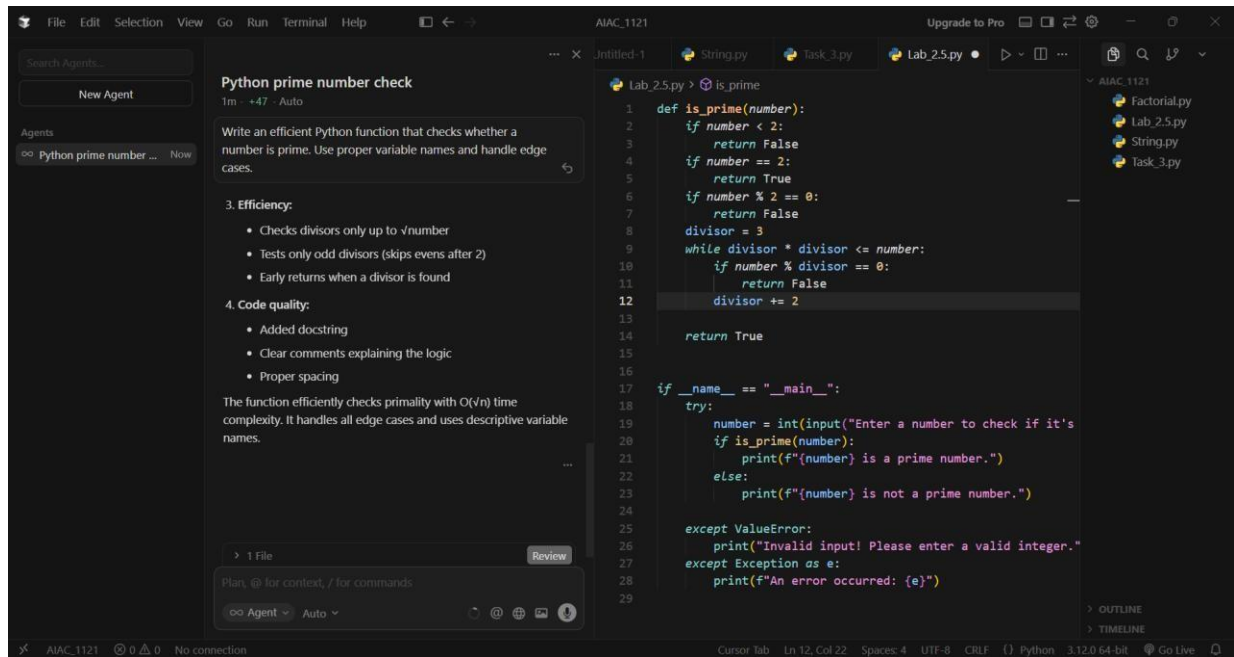 File Edit Selection View Go Run Terminal Help
AIAC_1121
Upgrade to Pro
Search Agents...
New Agent
Agents
Python prime number ... Now
Python prime number check
1m · +47 · Auto
Write an efficient Python function that checks whether a
number is prime. Use proper variable names and handle edge
cases.
3. Efficiency:
• Checks divisors only up to √number
• Tests only odd divisors (skips evens after 2)
• Early returns when a divisor is found
4. Code quality:
• Added docstring
• Clear comments explaining the logic
• Proper spacing
The function efficiently checks primality with O(√n) time
complexity. It handles all edge cases and uses descriptive variable
names.
> 1 File Review
Plan, @ for context, / for commands
Agent Auto
Untitled-1 String.py Task_3.py Lab_2.5.py
Lab_2.5.py > is_prime
1 def is_prime(number):
2 if number < 2:
3 return False
4 if number == 2:
5 return True
6 if number % 2 == 0:
7 return False
8 divisor = 3
9 while divisor * divisor <= number:
10 if number % divisor == 0:
11 return False
12 divisor += 2
13
14 return True
15
16
17 if __name__ == "__main__":
18 try:
19 number = int(input("Enter a number to check if it's
20 if is_prime(number):
21 print(f"{number} is a prime number.")
22 else:
23 print(f"{number} is not a prime number.")
24
25 except ValueError:
26 print("Invalid input! Please enter a valid integer."
27 except Exception as e:
28 print(f"An error occurred: {e}")
29
AIAC_1121
Factorial.py
Lab_2.5.py
String.py
Task_3.py
> OUTLINE
> TIMELINE
AIAC_1121 0 0 No connection
Cursor Tab Ln 12, Col 22 Spaces: 4 UTF-8 CRLF {} Python 3.12.0 64-bit Go Live